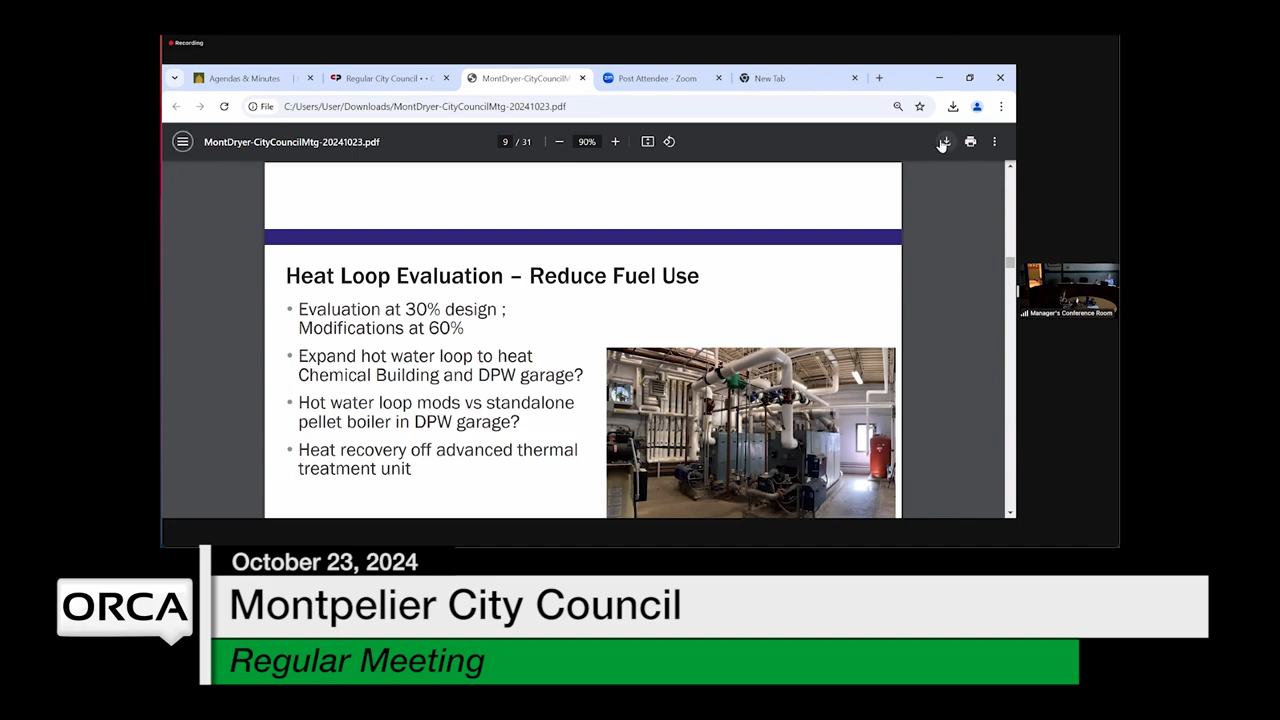 Recording
Agendas & Minutes
Regular City Council • • C
MontDryer-CityCouncilM
Post Attendee - Zoom
New Tab
File
C:/Users/User/Downloads/MontDryer-CityCouncilMtg-20241023.pdf
MontDryer-CityCouncilMtg-20241023.pdf
9 / 31
90%
Heat Loop Evaluation – Reduce Fuel Use
• Evaluation at 30% design ;
Modifications at 60%
• Expand hot water loop to heat
Chemical Building and DPW garage?
• Hot water loop mods vs standalone
pellet boiler in DPW garage?
• Heat recovery off advanced thermal
treatment unit
Manager's Conference Room
October 23, 2024
ORCA
Montpelier City Council
Regular Meeting